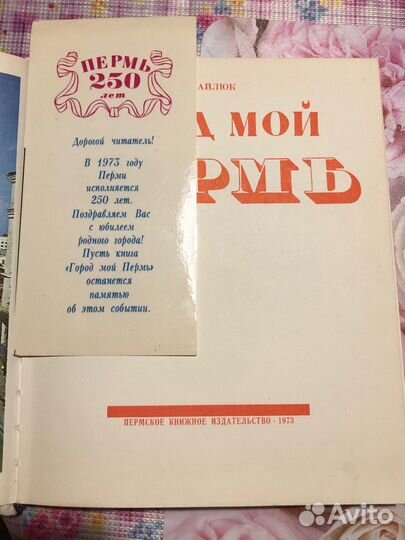 ПЕРМЬ
250
лет
Дорогой читатель!
В 1973 году
Перми
исполняется
250 лет.
Поздравляем Вас
с юбилеем
родного города!
Пусть книга
«Город мой Пермь»
останется
памятью
об этом событии.
АЙЛЮК
Д МОЙ
РМЬ
ПЕРМСКОЕ КНИЖНОЕ ИЗДАТЕЛЬСТВО · 1973
Avito